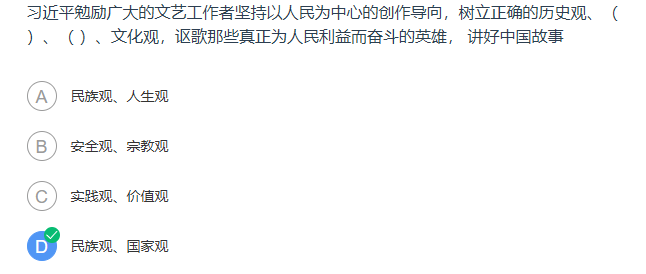 习近平勉励广大的文艺工作者坚持以人民为中心的创作导向，树立正确的历史观、（
）、（ ）、文化观，讴歌那些真正为人民利益而奋斗的英雄， 讲好中国故事
A 民族观、人生观
B 安全观、宗教观
C 实践观、价值观
D 民族观、国家观